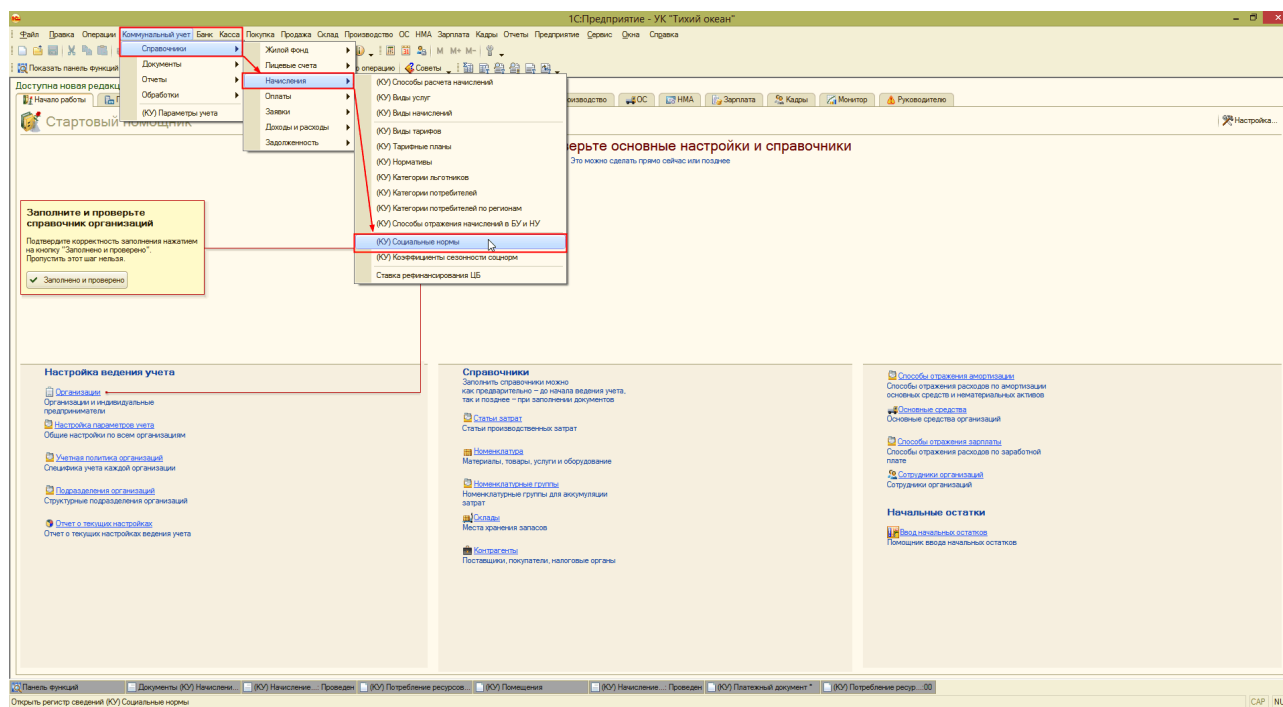 1С:Предприятие - УК "Тихий океан"
Файл Правка Операции Коммунальный учет Банк Касса Покупка Продажа Склад Производство ОС НМА Зарплата Кадры Отчеты Предприятие Сервис Окна Справка
M M+ M-
Показать панель функций
операцию Советы
Доступна новая редакц
Начало работы
оизводство ОС НМА Зарплата Кадры Монитор Руководителю
Стартовый помощник
Настройка...
Справочники
Документы
Отчеты
Обработки
(КУ) Параметры учета
Жилой Фонд
Лицевые счета
Начисления
Оплаты
Заявки
Доходы и расходы
Задолженность
(КУ) Способы расчета начислений
(КУ) Виды услуг
(КУ) Виды начислений
(КУ) Виды тарифов
(КУ) Тарифные планы
(КУ) Нормативы
(КУ) Категории льготников
(КУ) Категории потребителей
(КУ) Категории потребителей по регионам
(КУ) Способы отражения начислений в БУ и НУ
(КУ) Социальные нормы
(КУ) Коэффициенты сезонности соцнорм
Ставка рефинансирования ЦБ
ерьте основные настройки и справочники
Это можно сделать прямо сейчас или позднее
Заполните и проверьте
справочник организаций
Подтвердите корректность заполнения нажатием
на кнопку "Заполнено и проверено".
Пропустить этот шаг нельзя.
Заполнено и проверено
Настройка ведения учета
Организации
Организации и индивидуальные
предприниматели
Настройка параметров учета
Общие настройки по всем организациям
Учетная политика организаций
Специфика учета каждой организации
Подразделения организаций
Структурные подразделения организаций
Отчет о текущих настройках
Отчет о текущих настройках ведения учета
Справочники
Заполнить справочники можно
как предварительно – до начала ведения учета,
так и позднее – при заполнении документов
Статьи затрат
Статьи производственных затрат
Номенклатура
Материалы, товары, услуги и оборудование
Номенклатурные группы
Номенклатурные группы для аккумуляции
затрат
Склады
Места хранения запасов
Контрагенты
Поставщики, покупатели, налоговые органы
Способы отражения амортизации
Способы отражения расходов по амортизации
основных средств и нематериальных активов
Основные средства
Основные средства организаций
Способы отражения зарплаты
Способы отражения расходов по заработной
плате
Сотрудники организаций
Сотрудники организаций
Начальные остатки
Ввод начальных остатков
Помощник ввода начальных остатков
Панель функций Документы (КУ) Начислени... (КУ) Начисление...: Проведен (КУ) Потребление ресурсов... (КУ) Помещения (КУ) Начисление...: Проведен (КУ) Платежный документ * (КУ) Потребление ресур...:00
Открыть регистр сведений (КУ) Социальные нормы
CAP NU